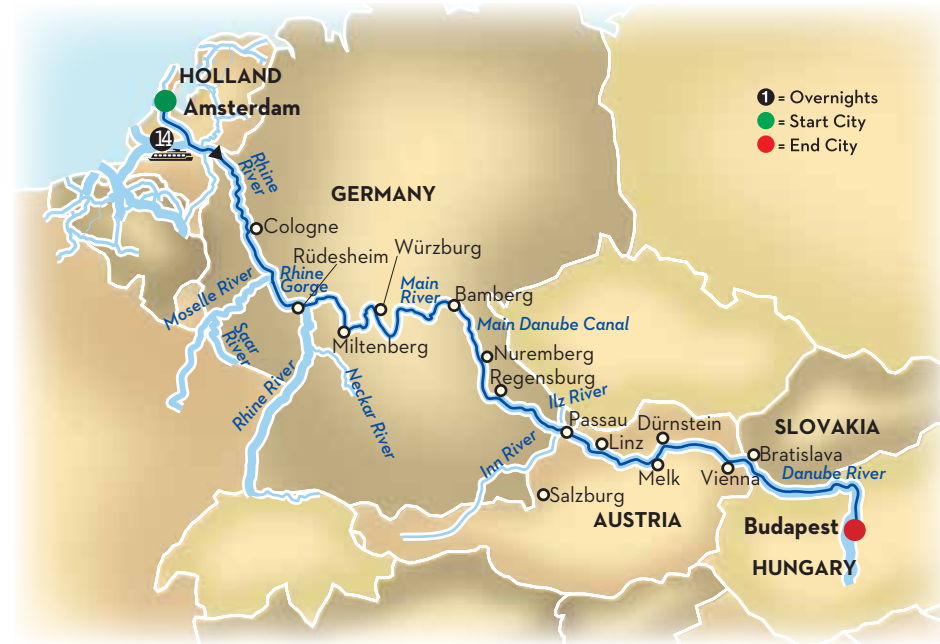 HOLLAND
Amsterdam
14
1 = Overnights
= Start City
= End City
Rhine
River
GERMANY
Cologne
Rüdesheim
Würzburg
Rhine
Gorge
Main
River
Bamberg
Moselle River
Saar
River
Miltenberg
Main Danube Canal
Nuremberg
Regensburg
Rhine River
Neckar River
Ilz River
Passau
Dürnstein
Linz
Inn River
Melk
Vienna
SLOVAKIA
Bratislava
Danube River
Salzburg
AUSTRIA
Budapest
HUNGARY